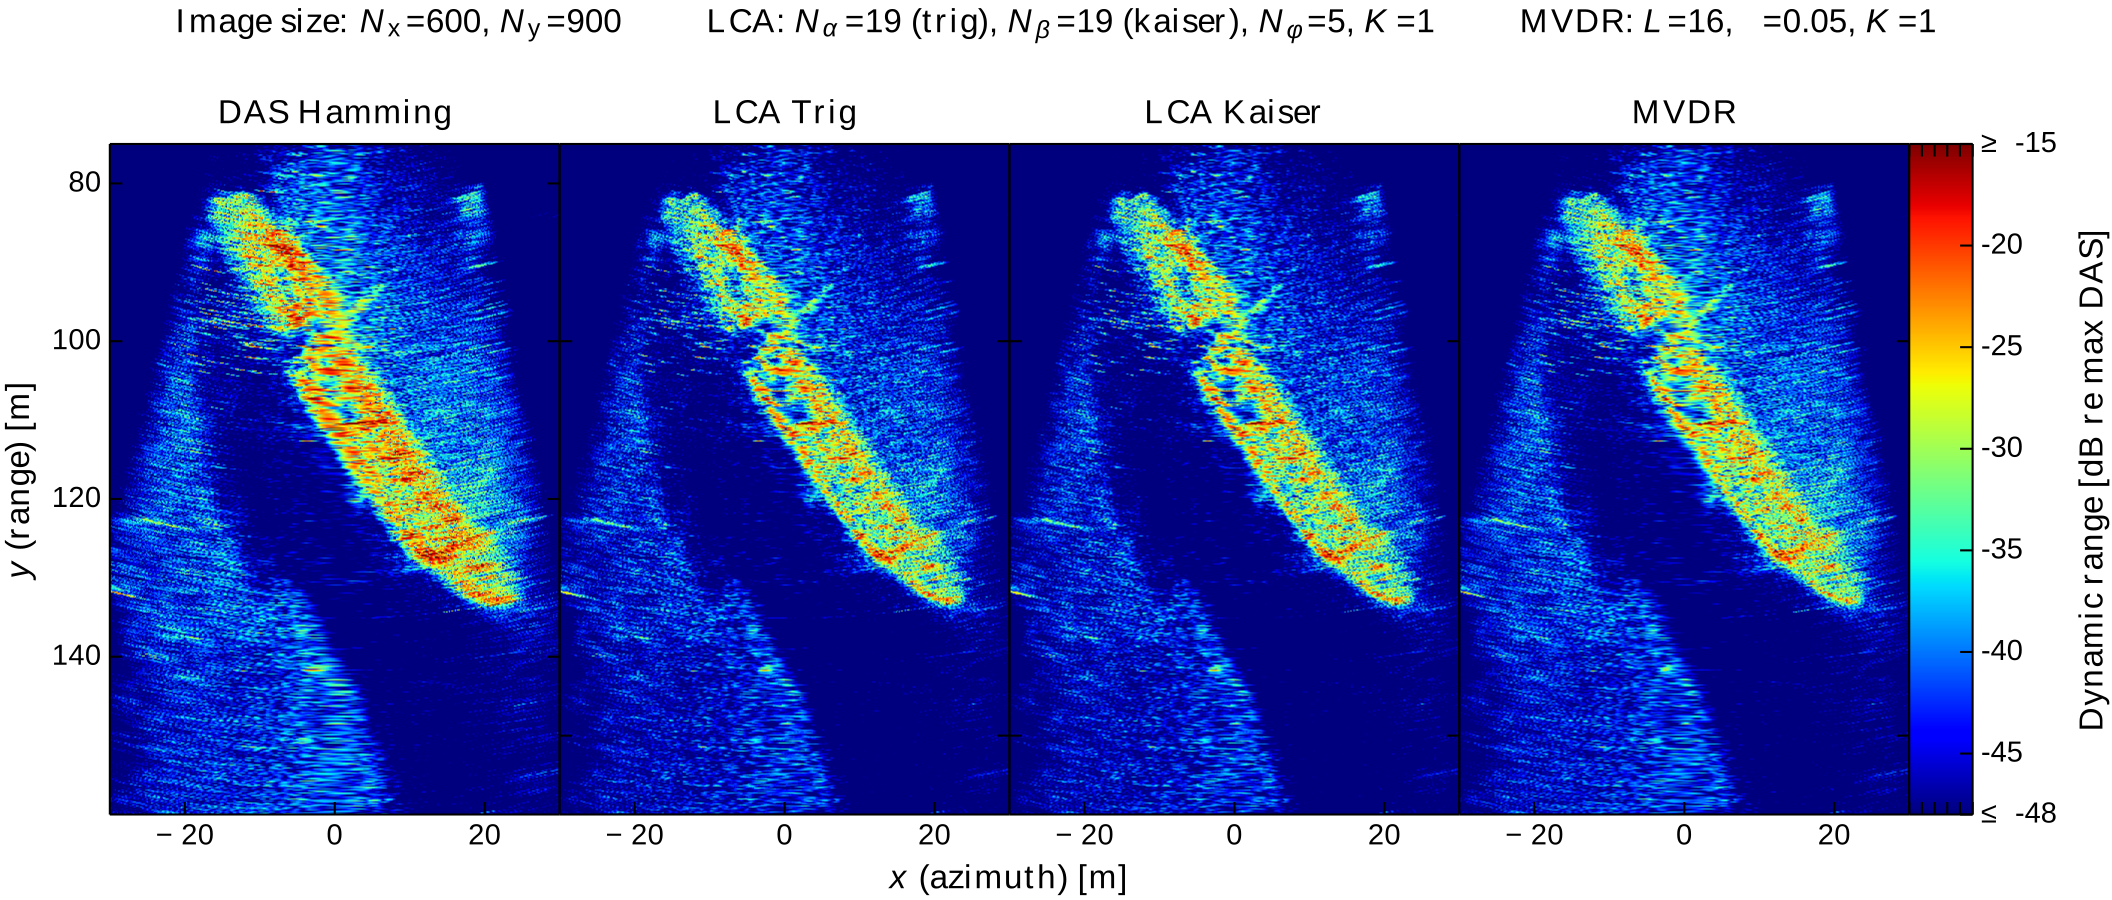 Image size: Nx=600, Ny=900 LCA: Nα=19 (trig), Nβ=19 (kaiser), Nφ=5, K=1 MVDR: L=16, =0.05, K=1
DAS Hamming LCA Trig LCA Kaiser MVDR
≥ -15
80
-20
100
-25
-30
120
-35
140
-40
-45
≤ -48
y (range) [m]
Dynamic range [dB re max DAS]
−20 0 20 −20 0 20 −20 0 20 −20 0 20
x (azimuth) [m]